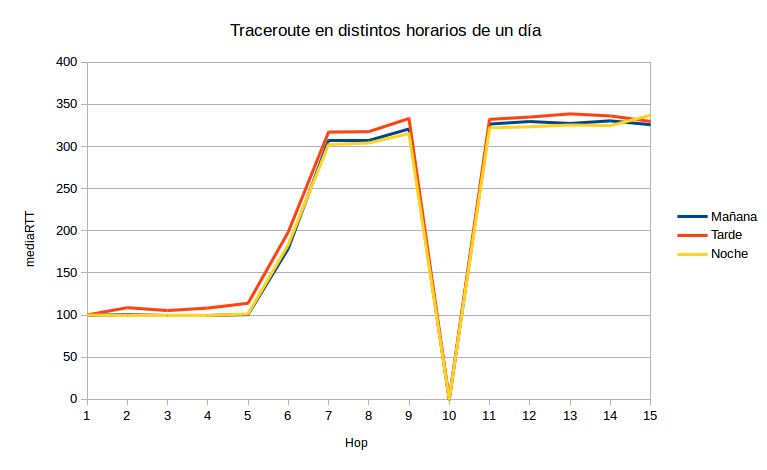 Traceroute en distintos horarios de un día
400
350
300
250
200
150
100
50
0
mediaRTT
1 2 3 4 5 6 7 8 9 10 11 12 13 14 15
Hop
Mañana
Tarde
Noche